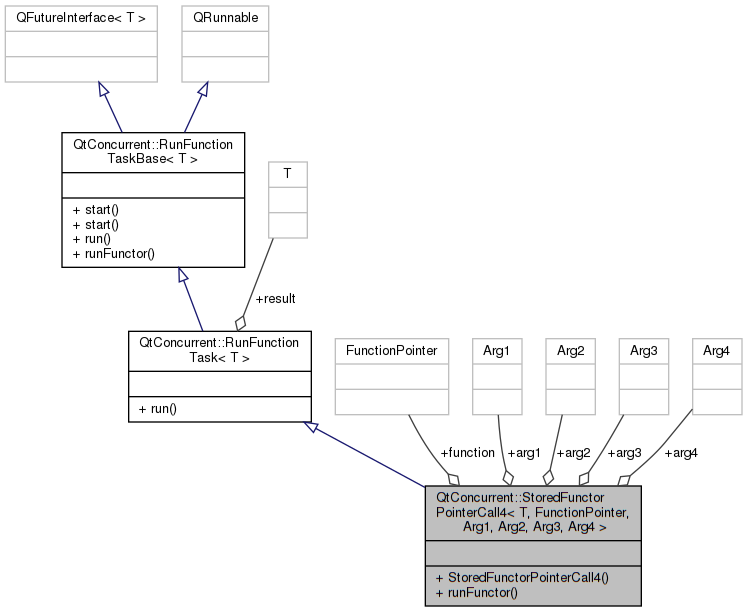 QFutureInterface< T >
QRunnable
QtConcurrent::RunFunction
TaskBase< T >
+ start()
+ start()
+ run()
+ runFunctor()
T
+result
QtConcurrent::RunFunction
Task< T >
+ run()
FunctionPointer
Arg1
Arg2
Arg3
Arg4
+function
+arg1
+arg2
+arg3
+arg4
QtConcurrent::StoredFunctor
PointerCall4< T, FunctionPointer,
Arg1, Arg2, Arg3, Arg4 >
+ StoredFunctorPointerCall4()
+ runFunctor()